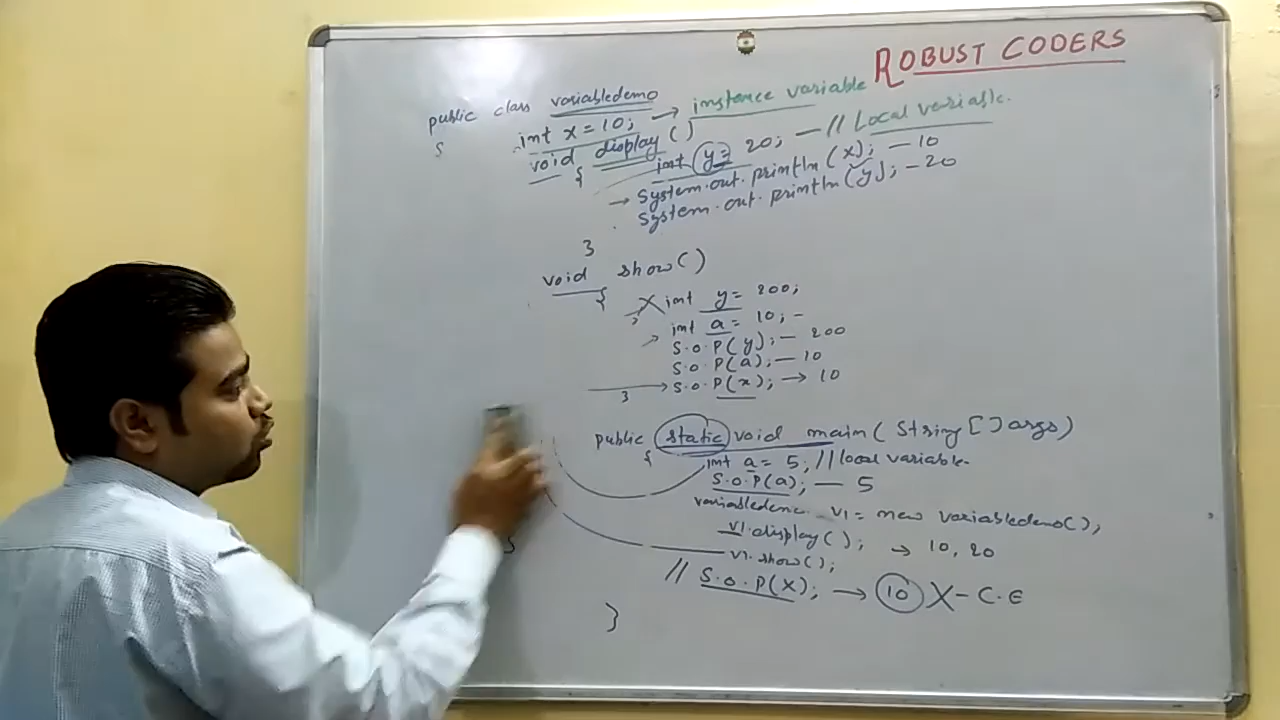 ROBUST CODERS
public class variabledemo
{
int x = 10; → instance variable
void display()
{ int y = 20; — // Local variable.
→ System.out.println(x); — 10
System.out.println(y); — 20
}
void show()
{
X int y = 200;
→ int a = 10; -
S.O.P(y); — 200
S.O.P(a); — 10
} → S.O.P(x); → 10
public static void main(String[] args)
{
int a = 5; // local variable.
S.O.P(a); — 5
variabledemo v1 = new variabledemo();
v1.display(); → 10, 20
v1.show();
// S.O.P(X); → 10 X - C.E
}